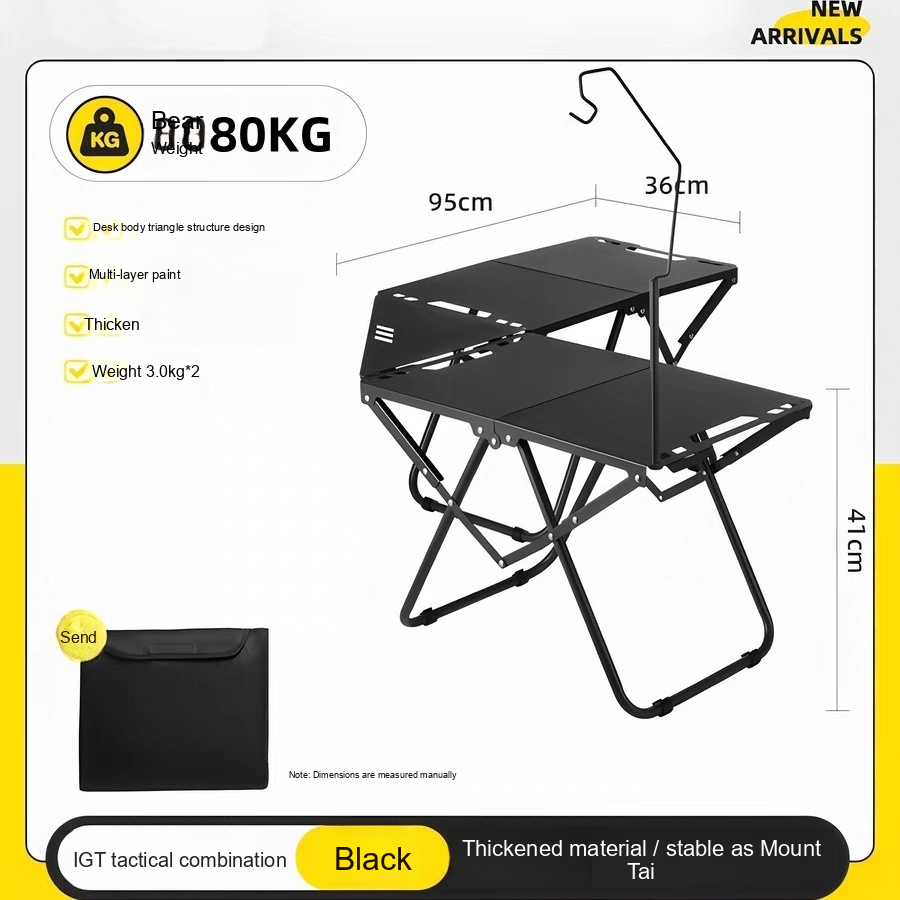 NEW
ARRIVALS
KG
Bear
Weight
80KG
95cm
36cm
Desk body triangle structure design
Multi-layer paint
Thicken
Weight 3.0kg*2
41cm
Send
Note: Dimensions are measured manually
IGT tactical combination
Black
Thickened material / stable as Mount
Tai